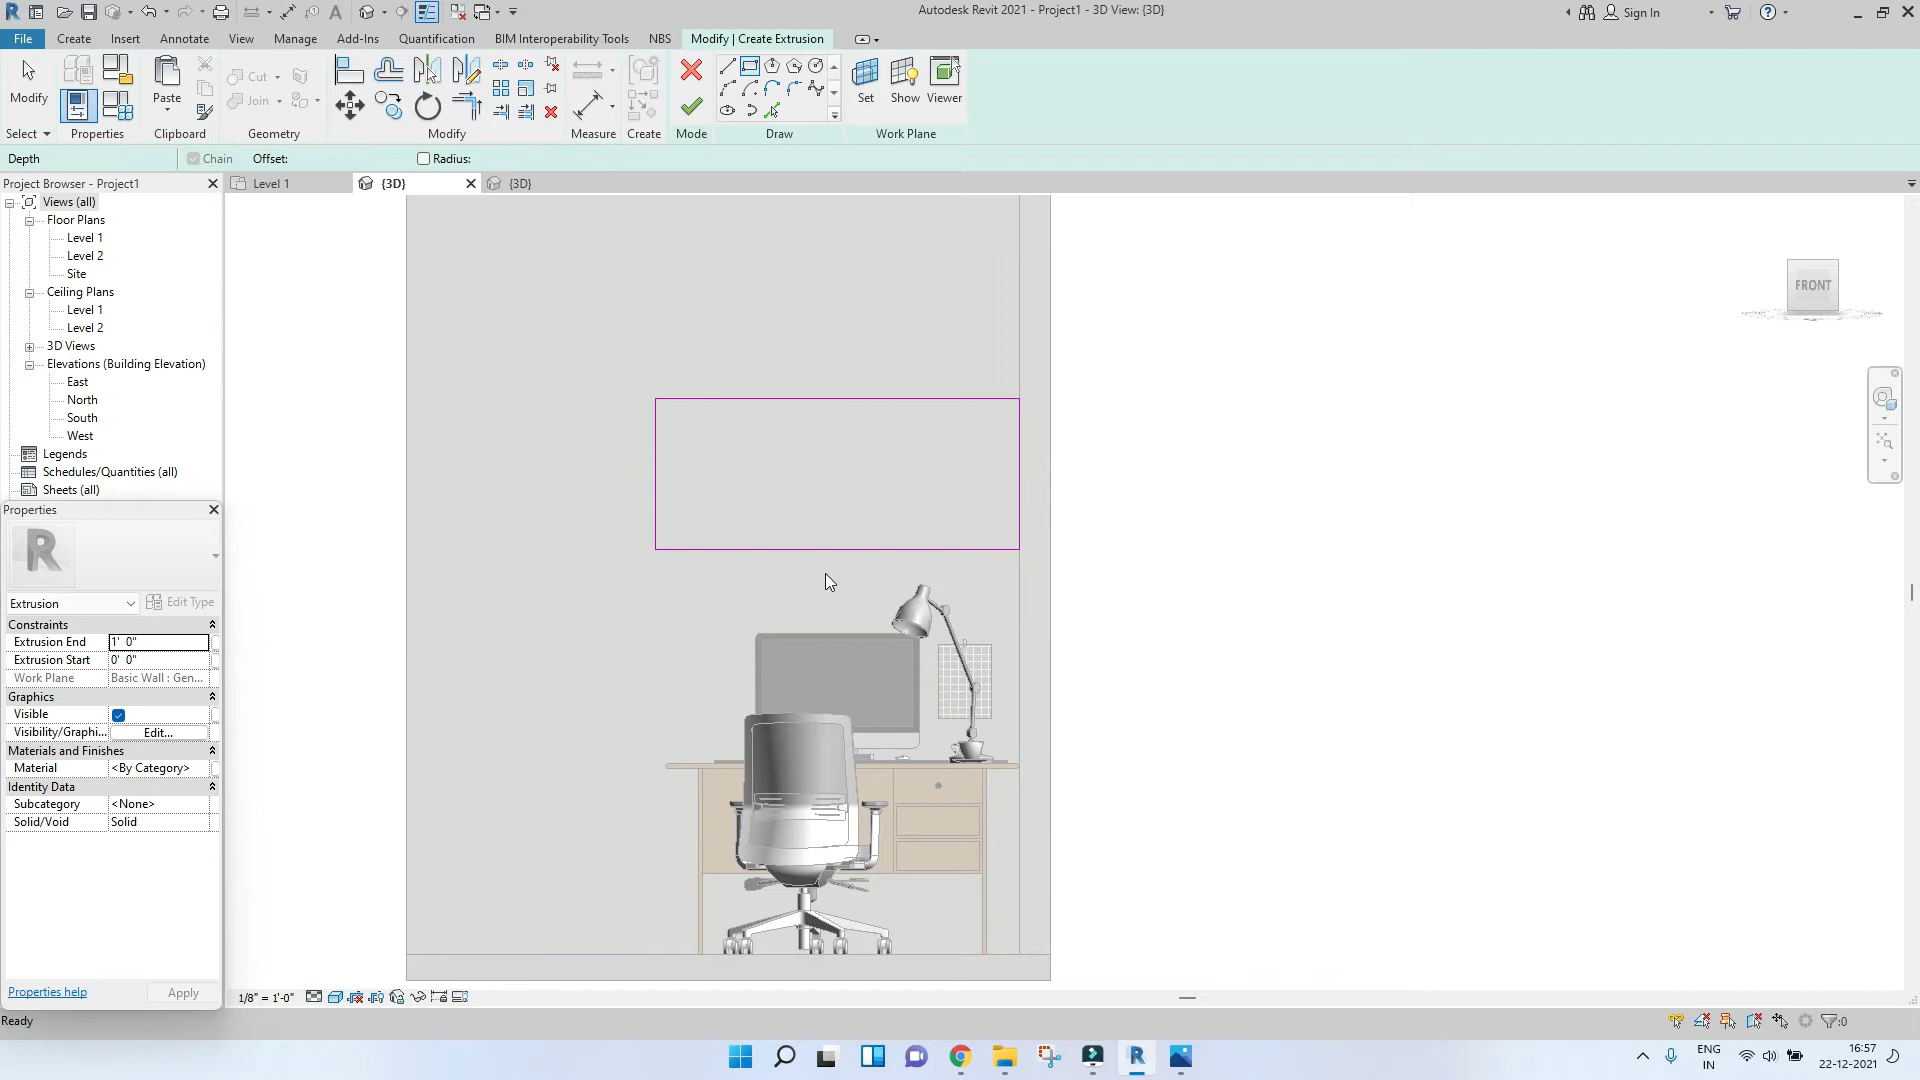 Autodesk Revit 2021 - Project1 - 3D View: {3D}
Sign In
File Create Insert Annotate View Manage Add-Ins Quantification BIM Interoperability Tools NBS Modify | Create Extrusion
Modify
Paste
Cut
Join
Set Show Viewer
Select Properties Clipboard Geometry Modify Measure Create Mode Draw Work Plane
Depth Chain Offset: Radius:
Project Browser - Project1
Level 1 {3D} {3D}
Views (all)
Floor Plans
Level 1
Level 2
Site
Ceiling Plans
Level 1
Level 2
3D Views
Elevations (Building Elevation)
East
North
South
West
Legends
Schedules/Quantities (all)
Sheets (all)
FRONT
Properties
R
Extrusion Edit Type
Constraints
Extrusion End 1' 0"
Extrusion Start 0' 0"
Work Plane Basic Wall : Gen...
Graphics
Visible
Visibility/Graphi... Edit...
Materials and Finishes
Material <By Category>
Identity Data
Subcategory <None>
Solid/Void Solid
Properties help Apply
1/8" = 1'-0"
Ready
:0
ENG
IN
16:57
22-12-2021